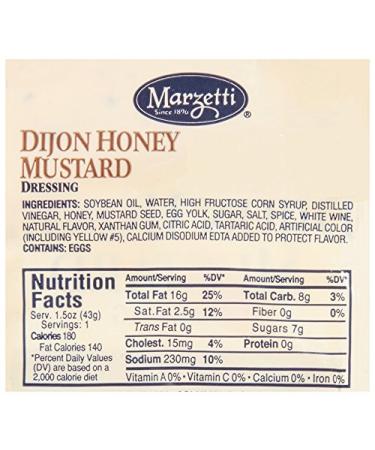 Marzetti
Since 1896
®
DIJON HONEY
MUSTARD
DRESSING
INGREDIENTS: SOYBEAN OIL, WATER, HIGH FRUCTOSE CORN SYRUP, DISTILLED
VINEGAR, HONEY, MUSTARD SEED, EGG YOLK, SUGAR, SALT, SPICE, WHITE WINE,
NATURAL FLAVOR, XANTHAN GUM, CITRIC ACID, TARTARIC ACID, ARTIFICIAL COLOR
(INCLUDING YELLOW #5), CALCIUM DISODIUM EDTA ADDED TO PROTECT FLAVOR.
CONTAINS: EGGS
Nutrition
Facts
Serv. 1.5oz (43g)
Servings: 1
Calories 180
Fat Calories 140
*Percent Daily Values
(DV) are based on a
2,000 calorie diet
Amount/Serving %DV*
Total Fat 16g 25%
Sat. Fat 2.5g 12%
Trans Fat 0g
Cholest. 15mg 4%
Sodium 230mg 10%
Amount/Serving %DV*
Total Carb. 8g 3%
Fiber 0g 0%
Sugars 7g
Protein 0g
Vitamin A 0% • Vitamin C 0% • Calcium 0% • Iron 0%